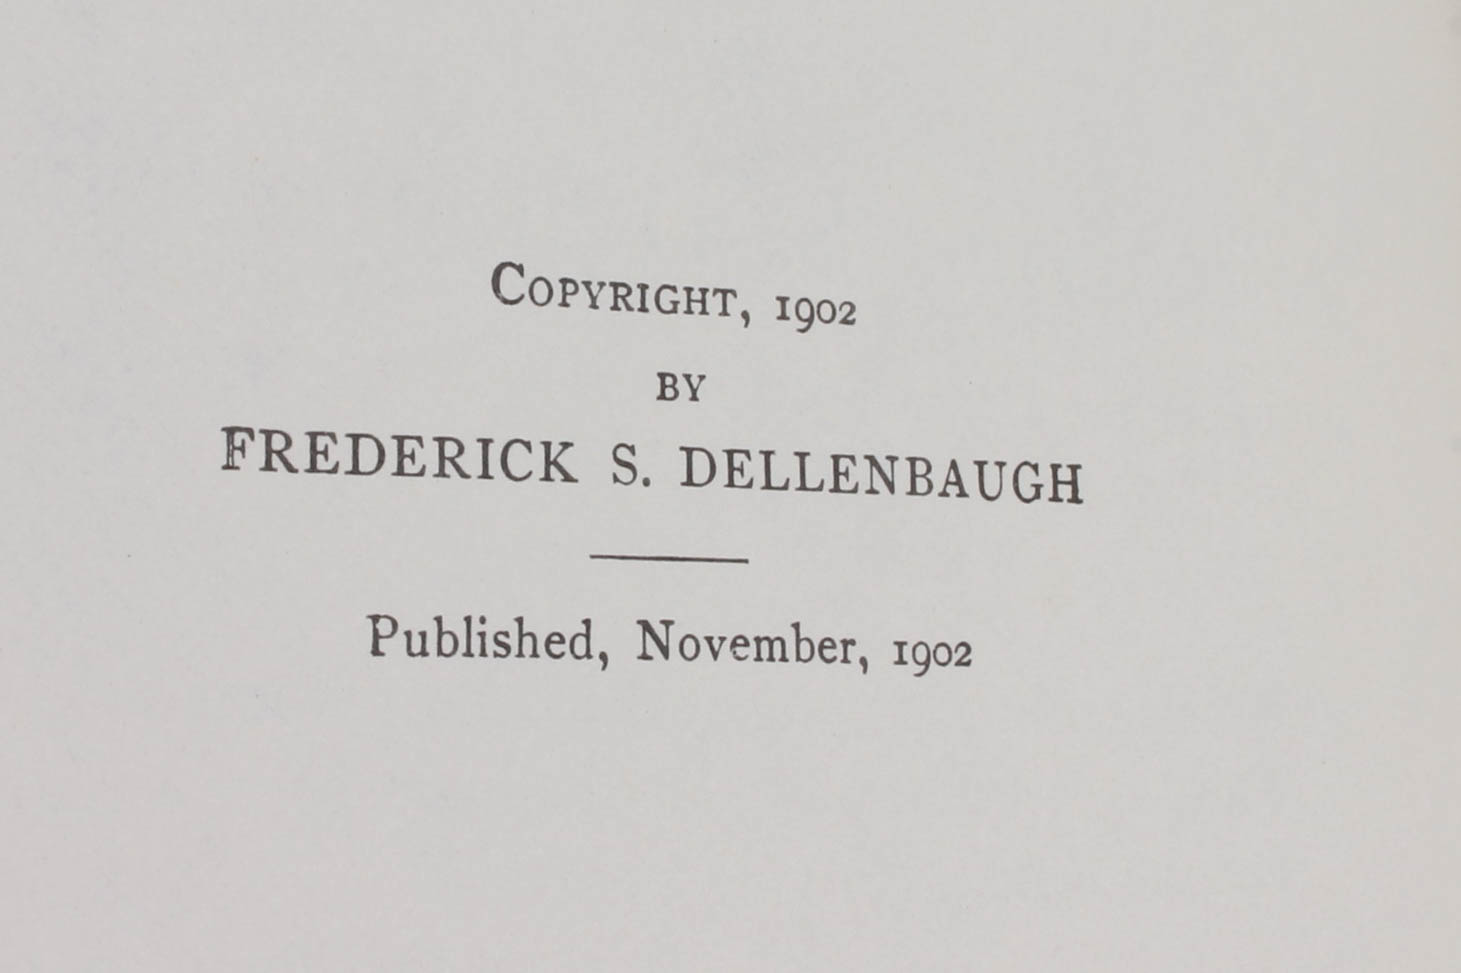 COPYRIGHT, 1902
BY
FREDERICK S. DELLENBAUGH
Published, November, 1902